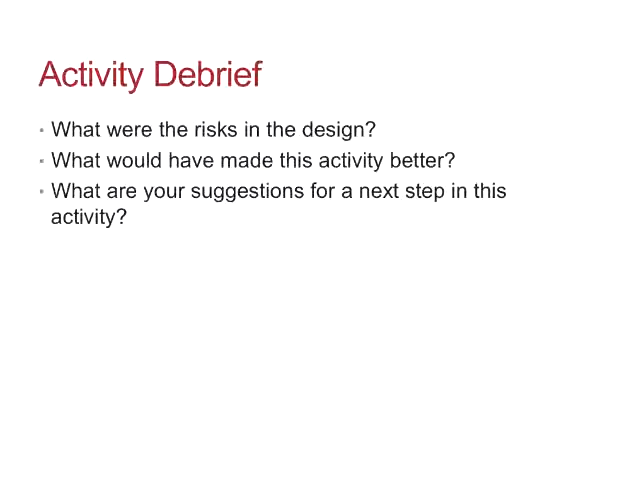 Activity Debrief
• What were the risks in the design?
• What would have made this activity better?
• What are your suggestions for a next step in this
activity?